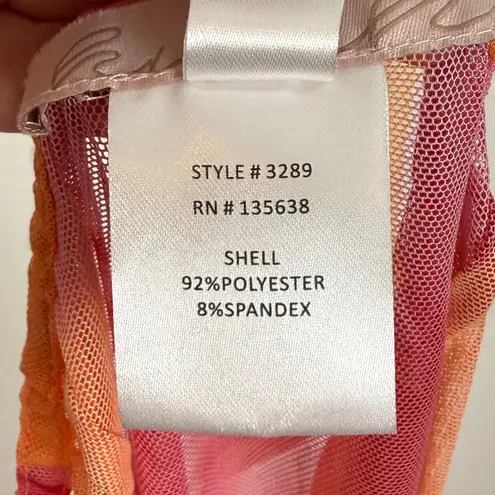 STYLE # 3289
RN # 135638
SHELL
92%POLYESTER
8%SPANDEX